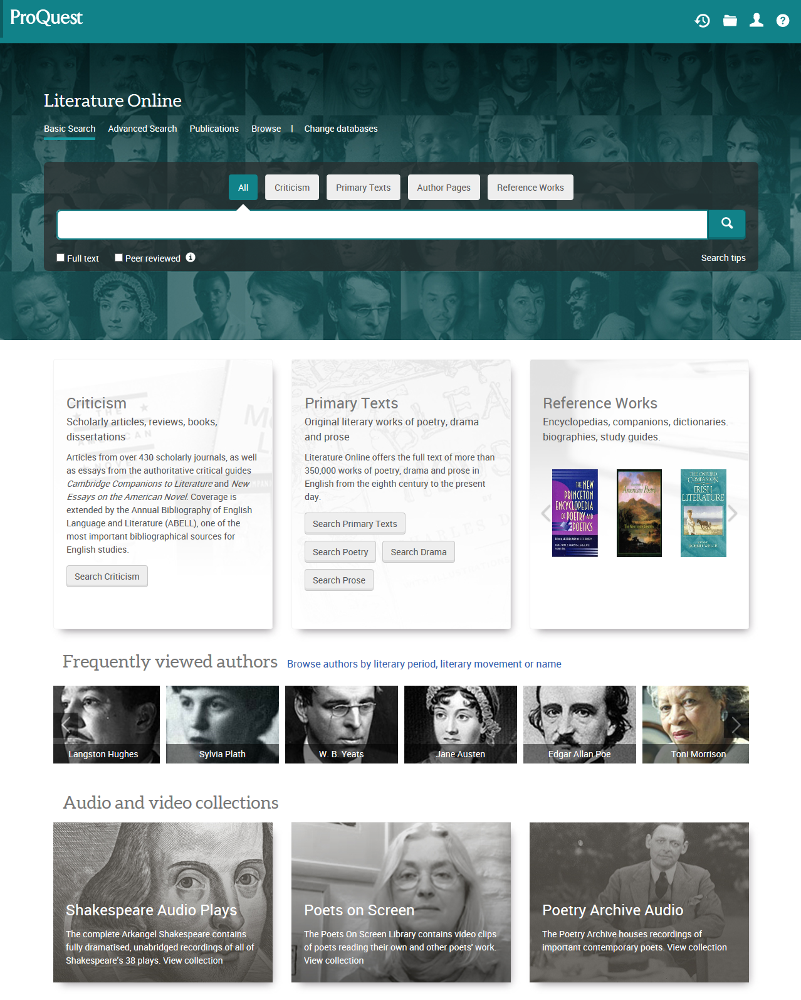 ProQuest
Literature Online
Basic Search Advanced Search Publications Browse | Change databases
All Criticism Primary Texts Author Pages Reference Works
Full text Peer reviewed Search tips
Criticism
Scholarly articles, reviews, books,
dissertations
Articles from over 430 scholarly journals, as well
as essays from the authoritative critical guides
Cambridge Companions to Literature and New
Essays on the American Novel. Coverage is
extended by the Annual Bibliography of English
Language and Literature (ABELL), one of the
most important bibliographical sources for
English studies.
Search Criticism
Primary Texts
Original literary works of poetry, drama
and prose
Literature Online offers the full text of more than
350,000 works of poetry, drama and prose in
English from the eighth century to the present
day.
Search Primary Texts
Search Poetry Search Drama
Search Prose
Reference Works
Encyclopedias, companions, dictionaries.
biographies, study guides.
THE NEW
PRINCETON
ENCYCLOPEDIA
OF POETRY AND
POETICS
American Poetry
THE OXFORD
COMPANION
IRISH
LITERATURE
ROBERT WELCH
Frequently viewed authors Browse authors by literary period, literary movement or name
Langston Hughes
Sylvia Plath
W. B. Yeats
Jane Austen
Edgar Allan Poe
Toni Morrison
Audio and video collections
Shakespeare Audio Plays
The complete Arkangel Shakespeare contains
fully dramatised, unabridged recordings of all of
Shakespeare's 38 plays. View collection
Poets on Screen
The Poets On Screen Library contains video clips
of poets reading their own and other poets' work.
View collection
Poetry Archive Audio
The Poetry Archive houses recordings of
important contemporary poets. View collection